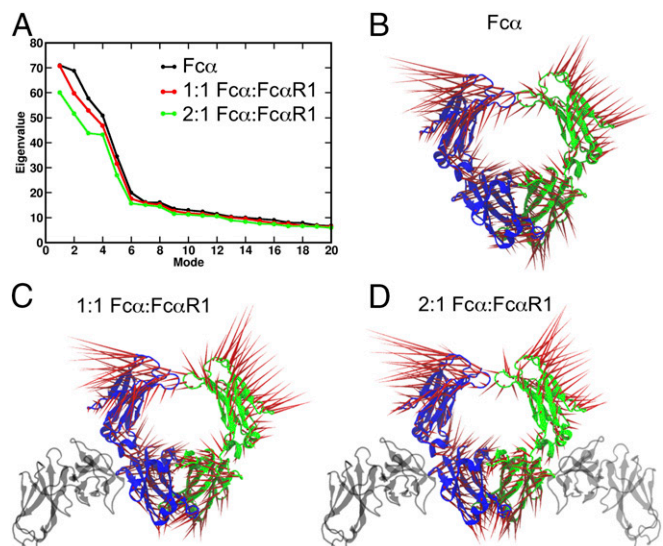 A
80
70
60
50
40
30
20
10
0
Eigenvalue
Fcα
1:1 Fcα:FcαR1
2:1 Fcα:FcαR1
0 2 4 6 8 10 12 14 16 18 20
Mode
B
Fcα
C
1:1 Fcα:FcαR1
D
2:1 Fcα:FcαR1